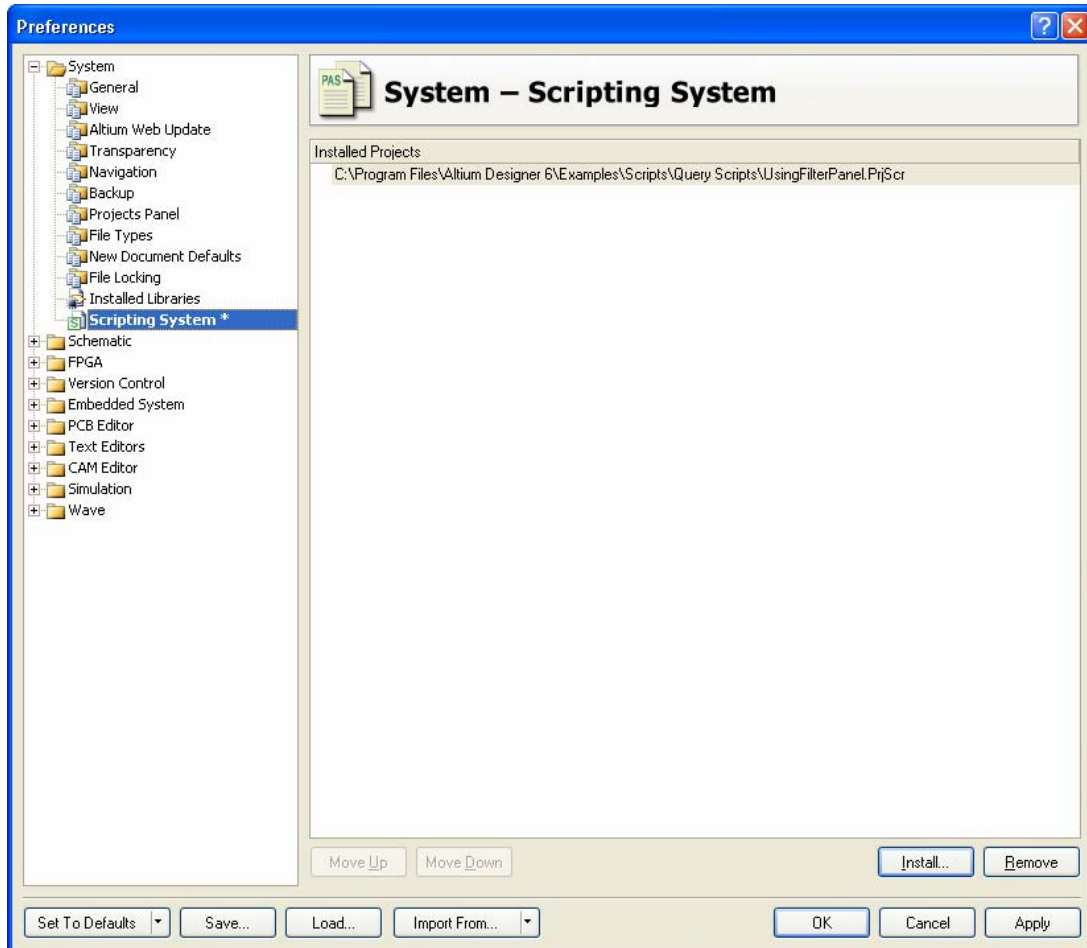 Preferences
System
General
View
Altium Web Update
Transparency
Navigation
Backup
Projects Panel
File Types
New Document Defaults
File Locking
Installed Libraries
Scripting System *
Schematic
FPGA
Version Control
Embedded System
PCB Editor
Text Editors
CAM Editor
Simulation
Wave
PAS
System – Scripting System
Installed Projects
C:\Program Files\Altium Designer 6\Examples\Scripts\Query Scripts\UsingFilterPanel.PrjScr
Move Up
Move Down
Install...
Remove
Set To Defaults
Save...
Load...
Import From...
OK
Cancel
Apply